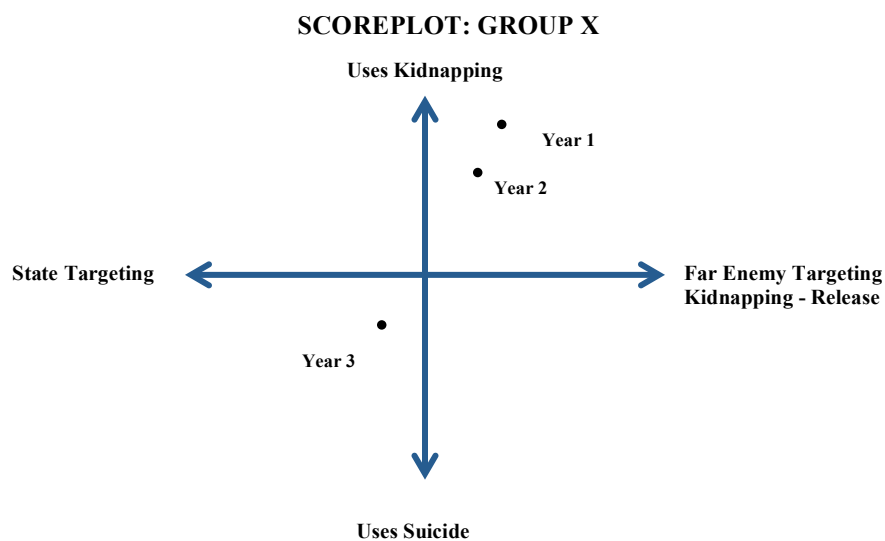 SCOREPLOT: GROUP X
Uses Kidnapping
Year 1
Year 2
State Targeting
Far Enemy Targeting
Kidnapping - Release
Year 3
Uses Suicide